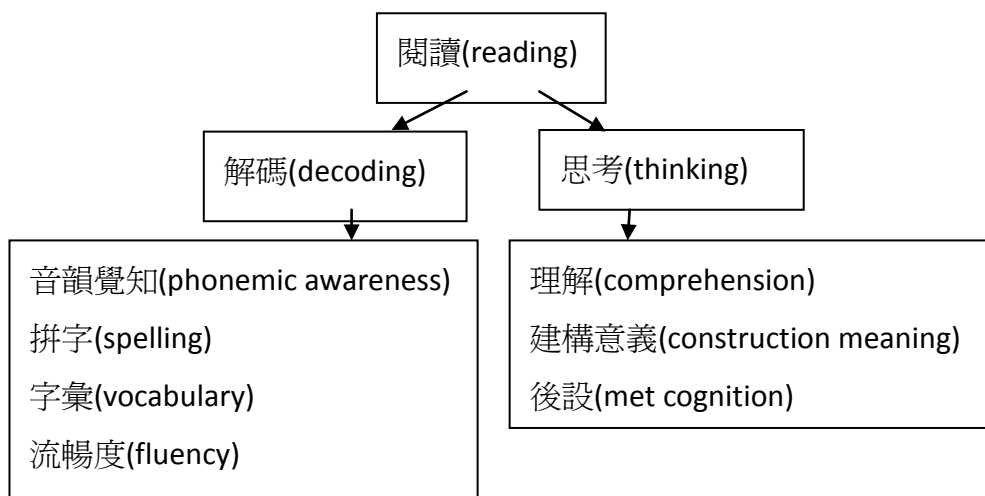 閱讀(reading)
解碼(decoding)
思考(thinking)
音韻覺知(phonemic awareness)
拼字(spelling)
字彙(vocabulary)
流暢度(fluency)
理解(comprehension)
建構意義(construction meaning)
後設(met cognition)